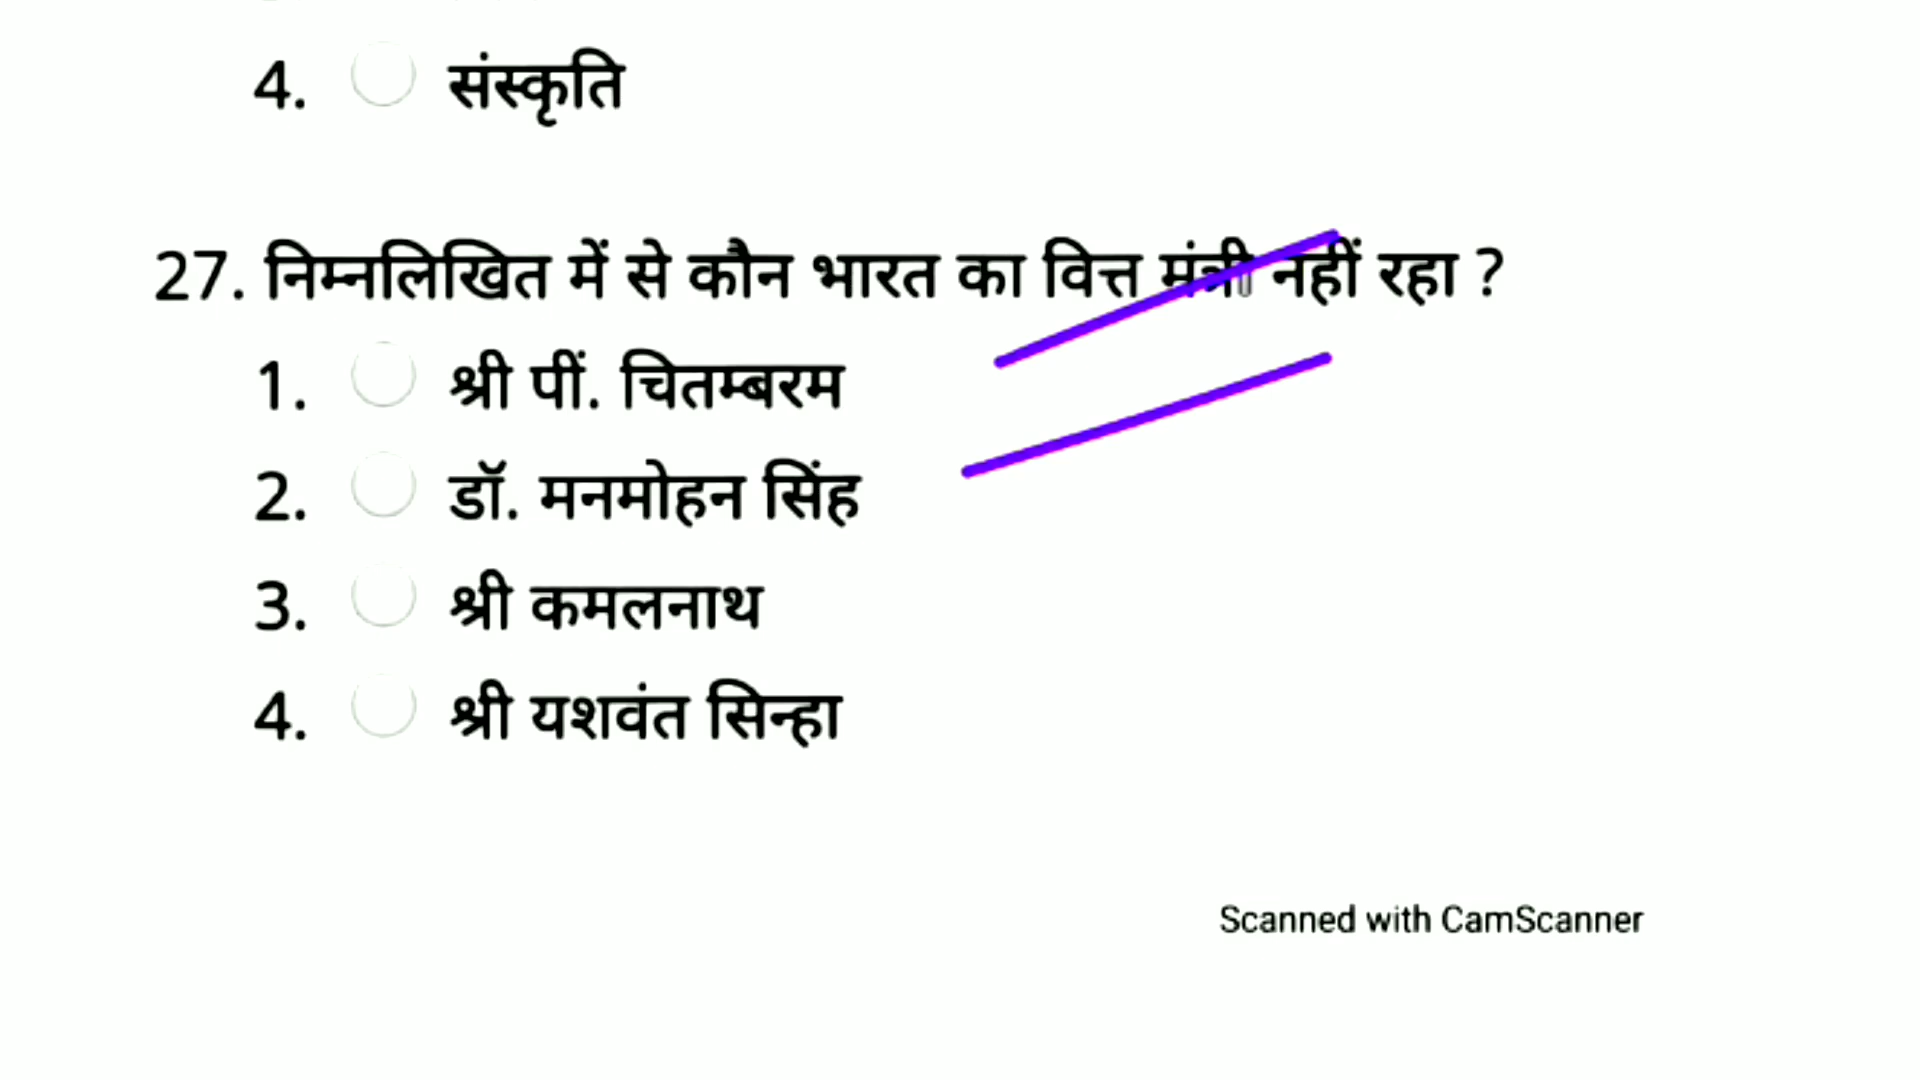 4. संस्कृति
27. निम्नलिखित में से कौन भारत का वित्त मंत्री नहीं रहा ?
1. श्री पीं. चितम्बरम
2. डॉ. मनमोहन सिंह
3. श्री कमलनाथ
4. श्री यशवंत सिन्हा
Scanned with CamScanner